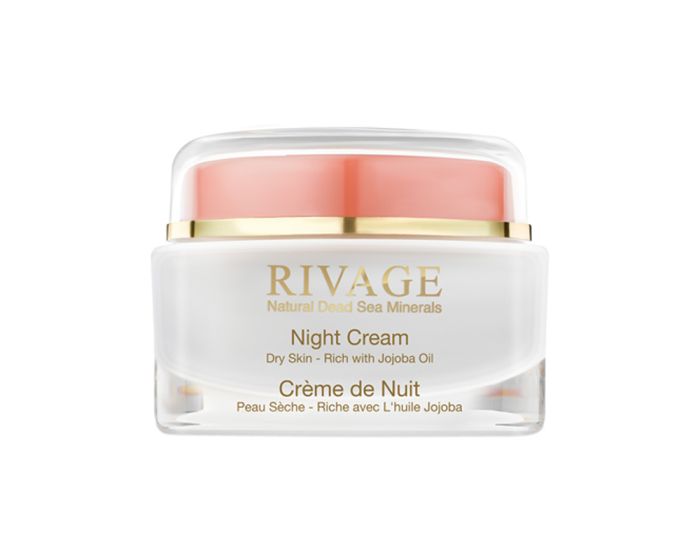 RIVAGE
Natural Dead Sea Minerals
Night Cream
Dry Skin - Rich with Jojoba Oil
Crème de Nuit
Peau Sèche - Riche avec L'huile Jojoba